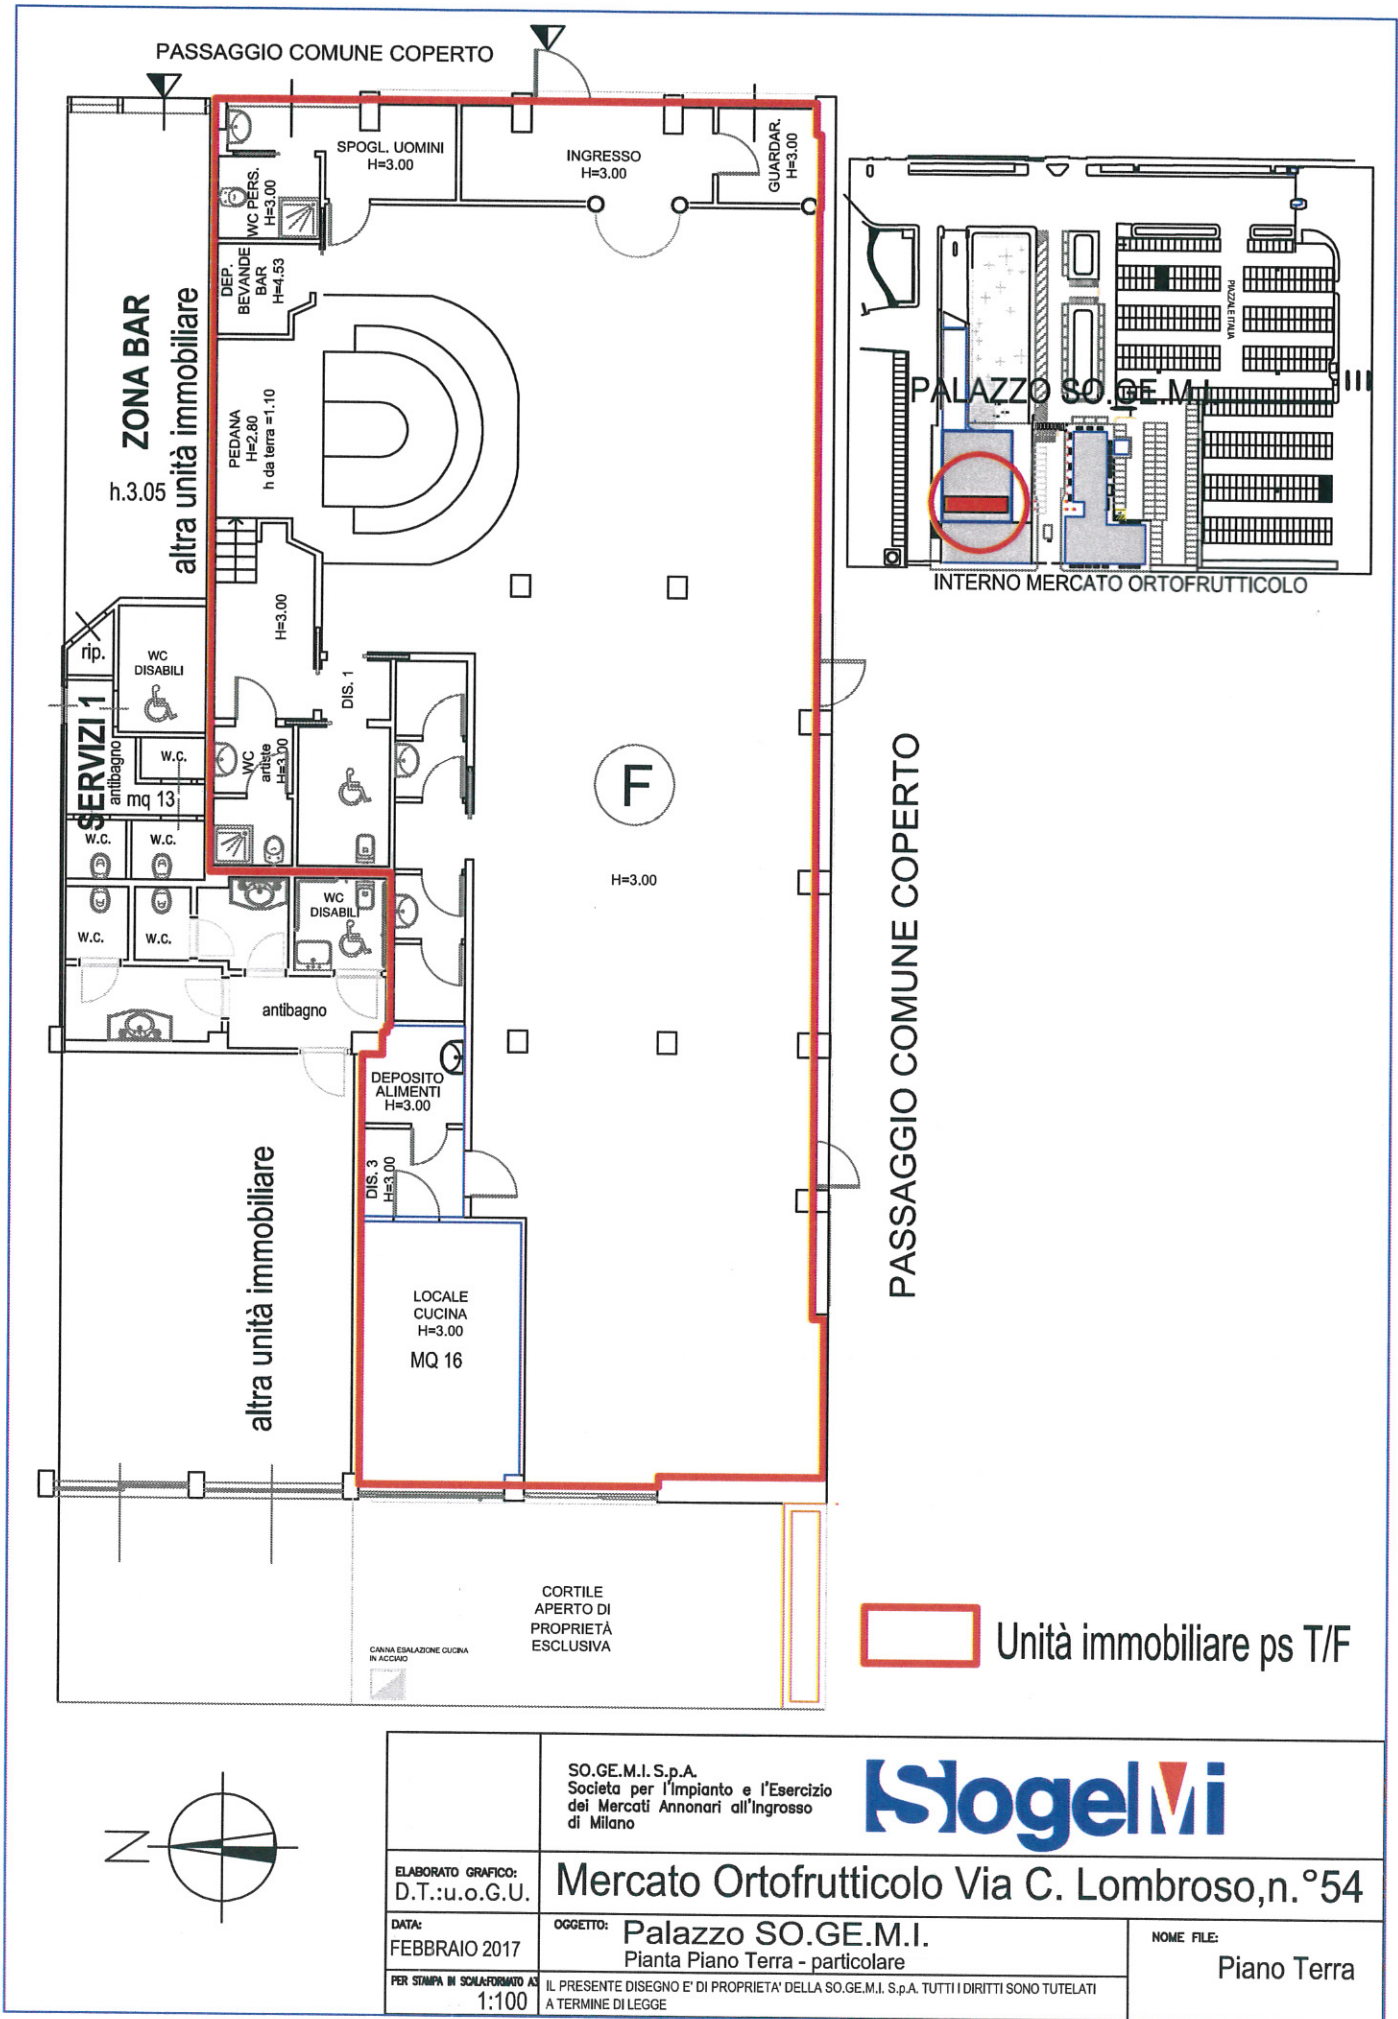 PASSAGGIO COMUNE COPERTO
SPOGL. UOMINI
H=3.00
INGRESSO
H=3.00
GUARDAR.
H=3.00
WC PERS.
H=3.00
DEP.
BEVANDE
BAR
H=4.53
ZONA BAR
altra unità immobiliare
h.3.05
PEDANA
H=2.80
h da terra =1.10
PIAZZALE ITALIA
PALAZZO SO.GE.M.I.
INTERNO MERCATO ORTOFRUTTICOLO
H=3.00
rip.
WC
DISABILI
DIS. 1
SERVIZI 1
antibagno
W.C.
mq 13
WC
artiste
H=3.00
F
H=3.00
W.C.
W.C.
W.C.
W.C.
WC
DISABILI
antibagno
PASSAGGIO COMUNE COPERTO
DEPOSITO
ALIMENTI
H=3.00
DIS. 3
H=3.00
altra unità immobiliare
LOCALE
CUCINA
H=3.00
MQ 16
CORTILE
APERTO DI
PROPRIETÀ
ESCLUSIVA
CANNA ESALAZIONE CUCINA
IN ACCIAIO
Unità immobiliare ps T/F
N
SO.GE.M.I. S.p.A.
Societa per l'Impianto e l'Esercizio
dei Mercati Annonari all'Ingrosso
di Milano
SogeMi
ELABORATO GRAFICO:
D.T.:u.o.G.U.
Mercato Ortofrutticolo Via C. Lombroso,n.°54
DATA:
FEBBRAIO 2017
OGGETTO: Palazzo SO.GE.M.I.
Pianta Piano Terra - particolare
NOME FILE:
Piano Terra
PER STAMPA IN SCALA:FORMATO A3
1:100
IL PRESENTE DISEGNO E' DI PROPRIETA' DELLA SO.GE.M.I. S.p.A. TUTTI I DIRITTI SONO TUTELATI
A TERMINE DI LEGGE